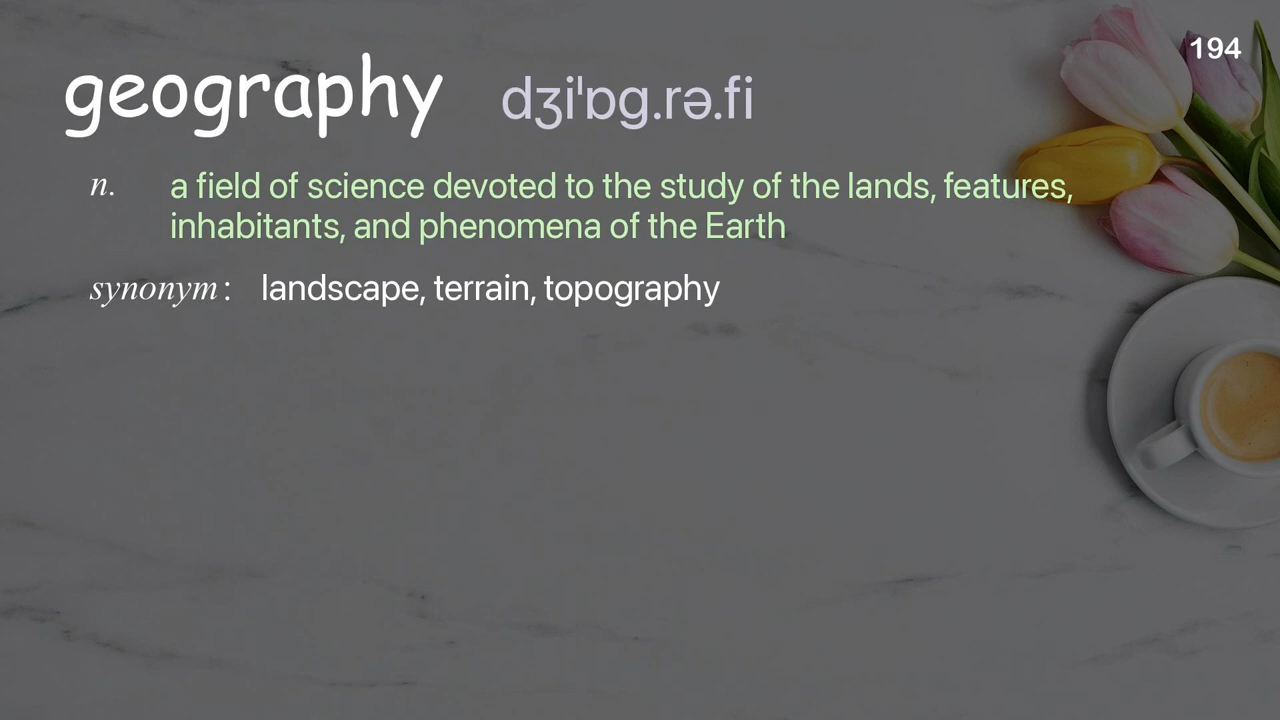 194
geography dʒiˈɒg.rə.fi
n. a field of science devoted to the study of the lands, features,
inhabitants, and phenomena of the Earth
synonym: landscape, terrain, topography